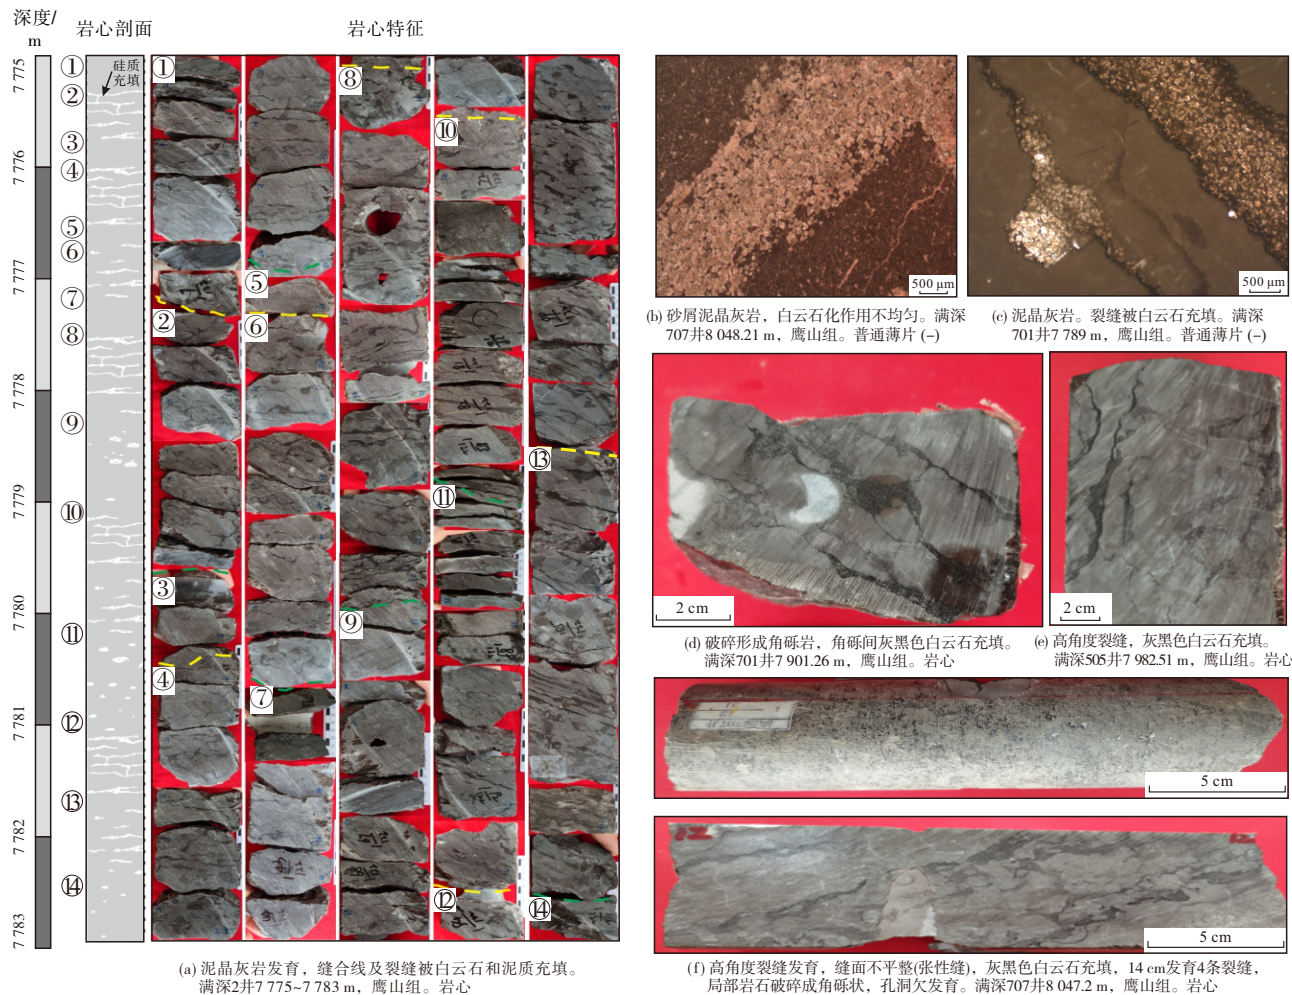 深度/
m
岩心剖面
岩心特征
硅质
充填
7 775
7 776
7 777
7 778
7 779
7 780
7 781
7 782
7 783
①
②
③
④
⑤
⑥
⑦
⑧
⑨
⑩
⑪
⑫
⑬
⑭
①
②
③
④
⑤
⑥
⑦
⑧
⑨
⑩
⑪
⑫
⑬
⑭
(a) 泥晶灰岩发育，缝合线及裂缝被白云石和泥质充填。
满深2井7 775~7 783 m，鹰山组。岩心
500 μm
500 μm
(b) 砂屑泥晶灰岩，白云石化作用不均匀。满深
707井8 048.21 m，鹰山组。普通薄片 (−)
(c) 泥晶灰岩。裂缝被白云石充填。满深
701井7 789 m，鹰山组。普通薄片 (−)
2 cm
2 cm
(d) 破碎形成角砾岩，角砾间灰黑色白云石充填。
满深701井7 901.26 m，鹰山组。岩心
(e) 高角度裂缝，灰黑色白云石充填。
满深505井7 982.51 m，鹰山组。岩心
5 cm
5 cm
(f) 高角度裂缝发育，缝面不平整(张性缝)，灰黑色白云石充填，14 cm发育4条裂缝，
局部岩石破碎成角砾状，孔洞欠发育。满深707井8 047.2 m，鹰山组。岩心